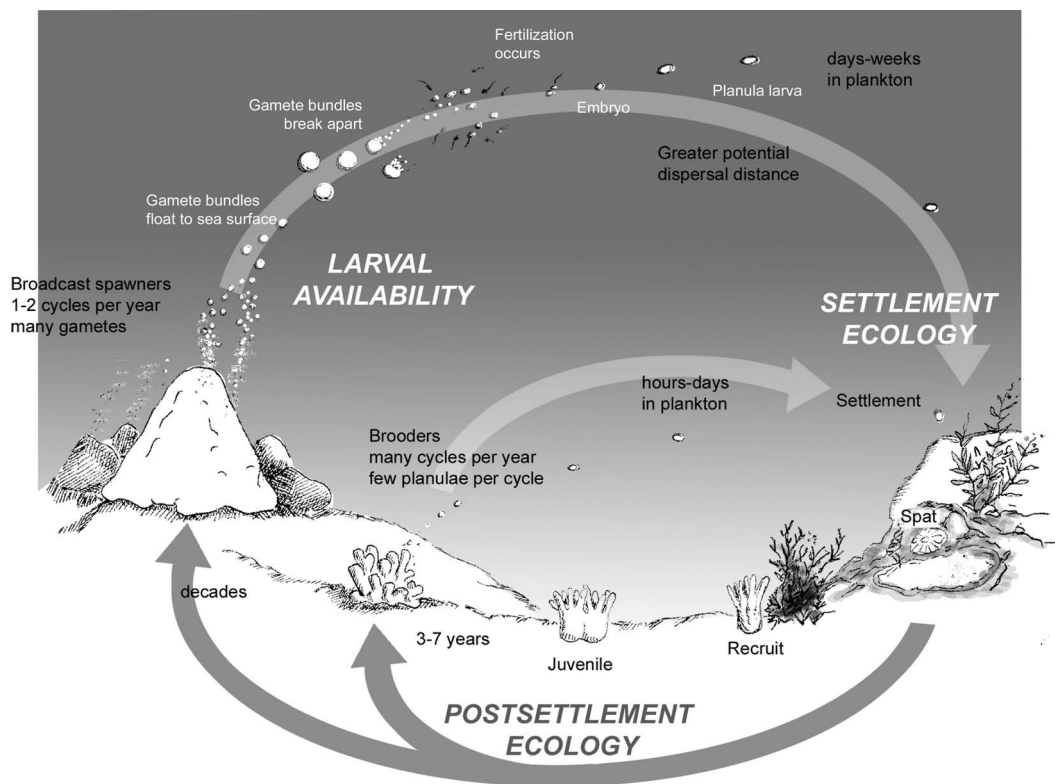 Fertilization
occurs
days-weeks
in plankton
Planula larva
Gamete bundles
break apart
Embryo
Greater potential
dispersal distance
Gamete bundles
float to sea surface
LARVAL
AVAILABILITY
Broadcast spawners
1-2 cycles per year
many gametes
SETTLEMENT
ECOLOGY
hours-days
in plankton
Settlement
Brooders
many cycles per year
few planulae per cycle
Spat
decades
3-7 years
Juvenile
Recruit
POSTSETTLEMENT
ECOLOGY